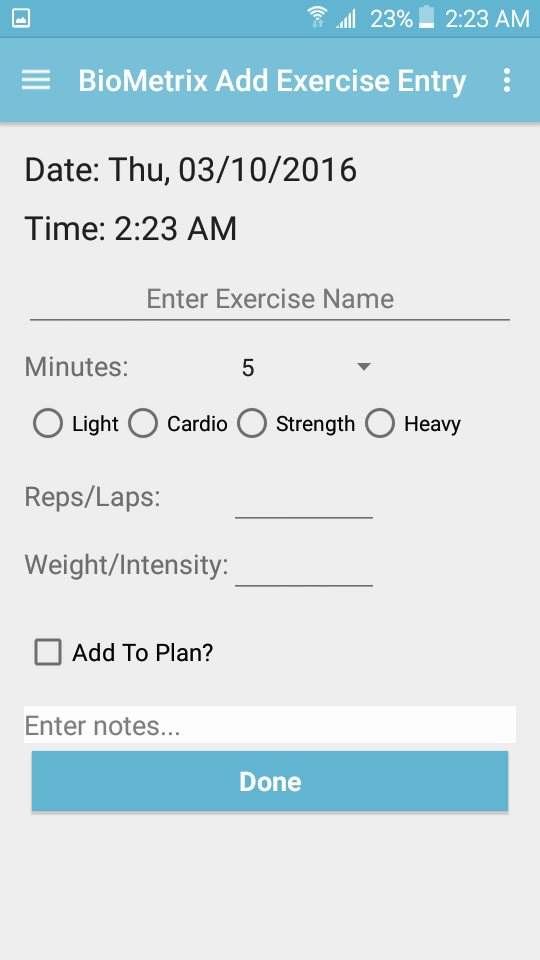 23% 2:23 AM
BioMetrix Add Exercise Entry
Date: Thu, 03/10/2016
Time: 2:23 AM
Enter Exercise Name
Minutes: 5
Light Cardio Strength Heavy
Reps/Laps:
Weight/Intensity:
Add To Plan?
Enter notes...
Done